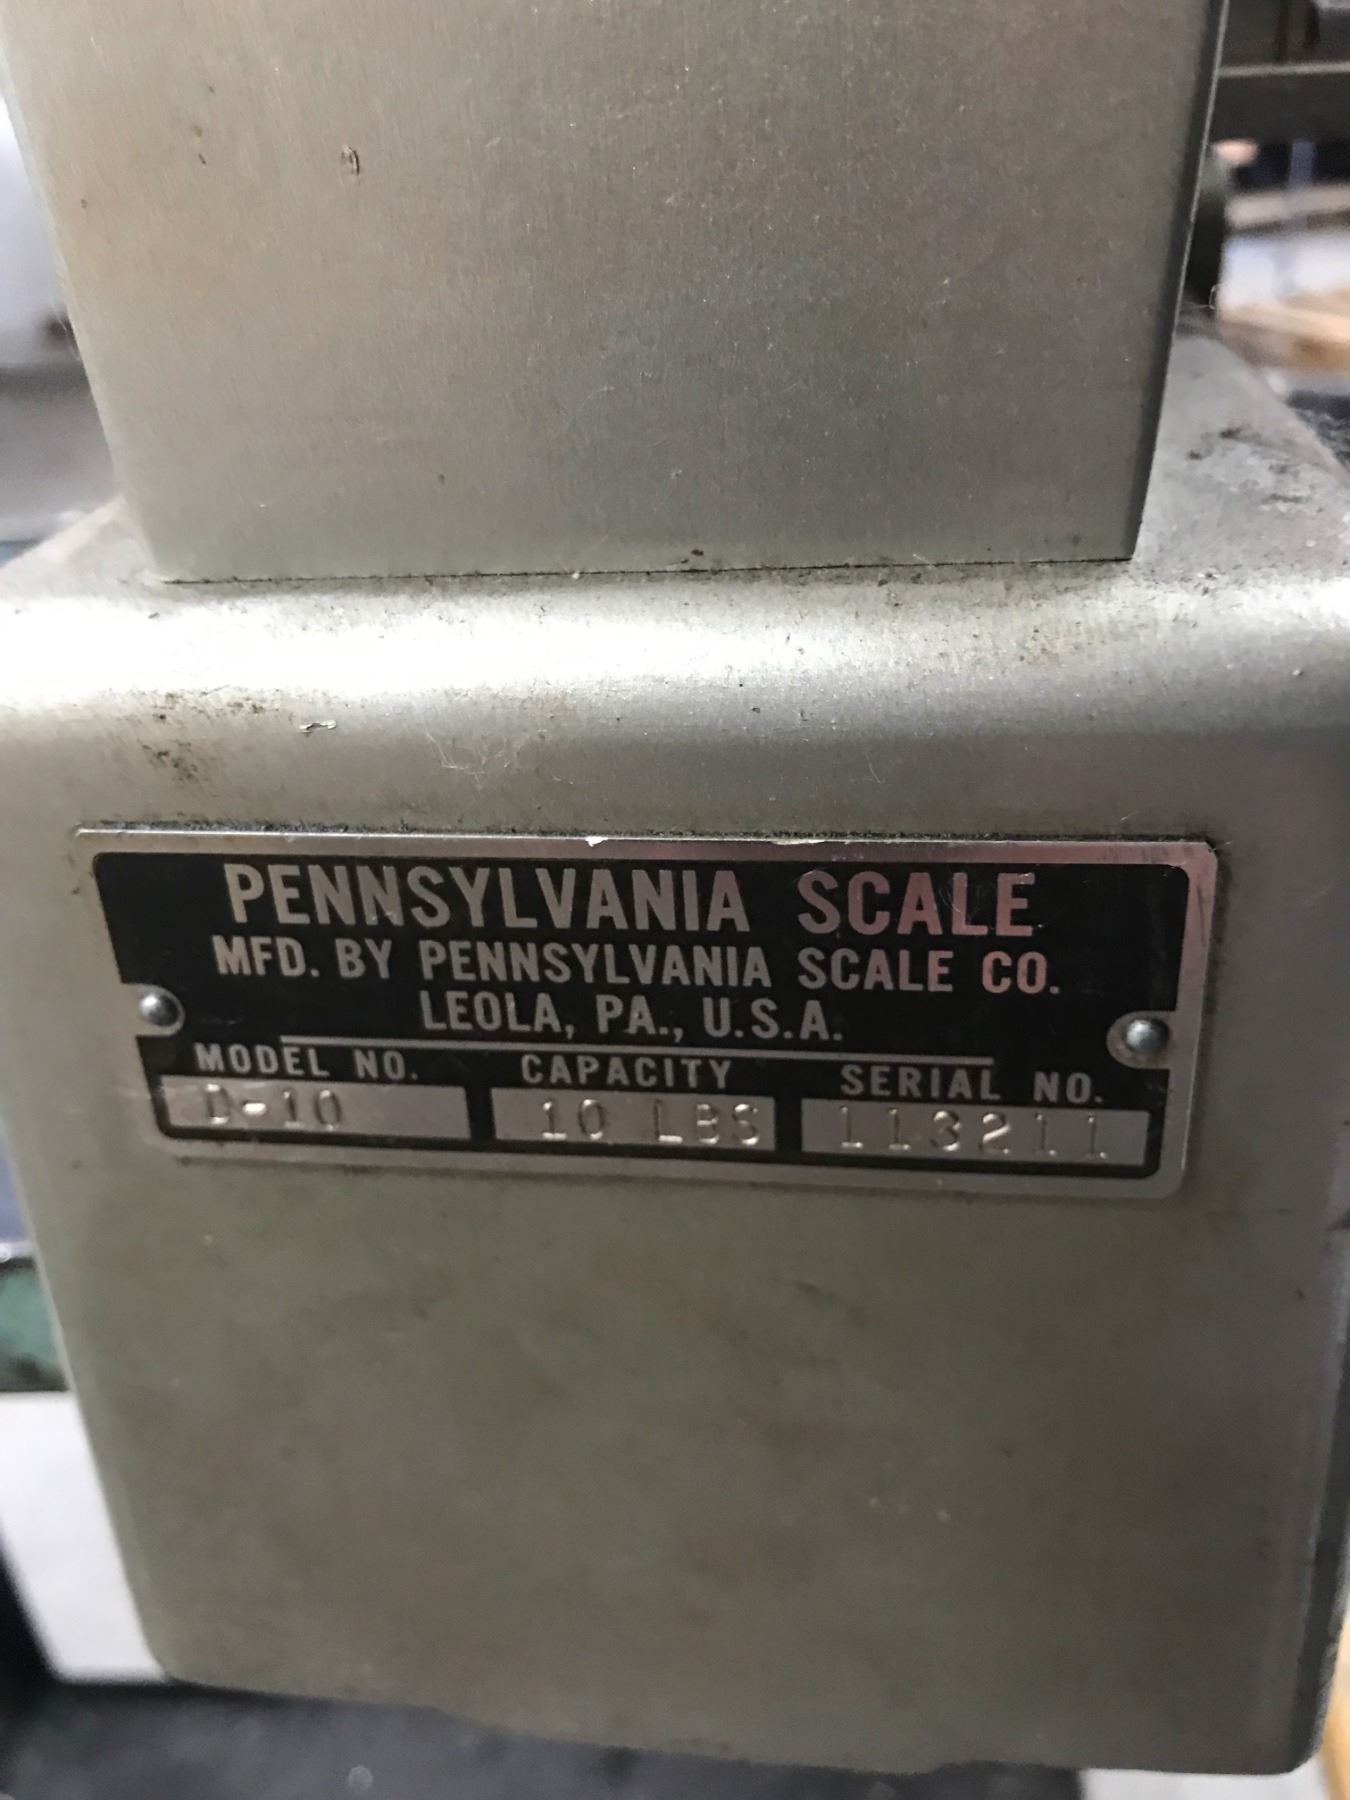 PENNSYLVANIA SCALE
MFD. BY PENNSYLVANIA SCALE CO.
LEOLA, PA., U.S.A.
MODEL NO. CAPACITY SERIAL NO.
D-10 10 LBS 113211